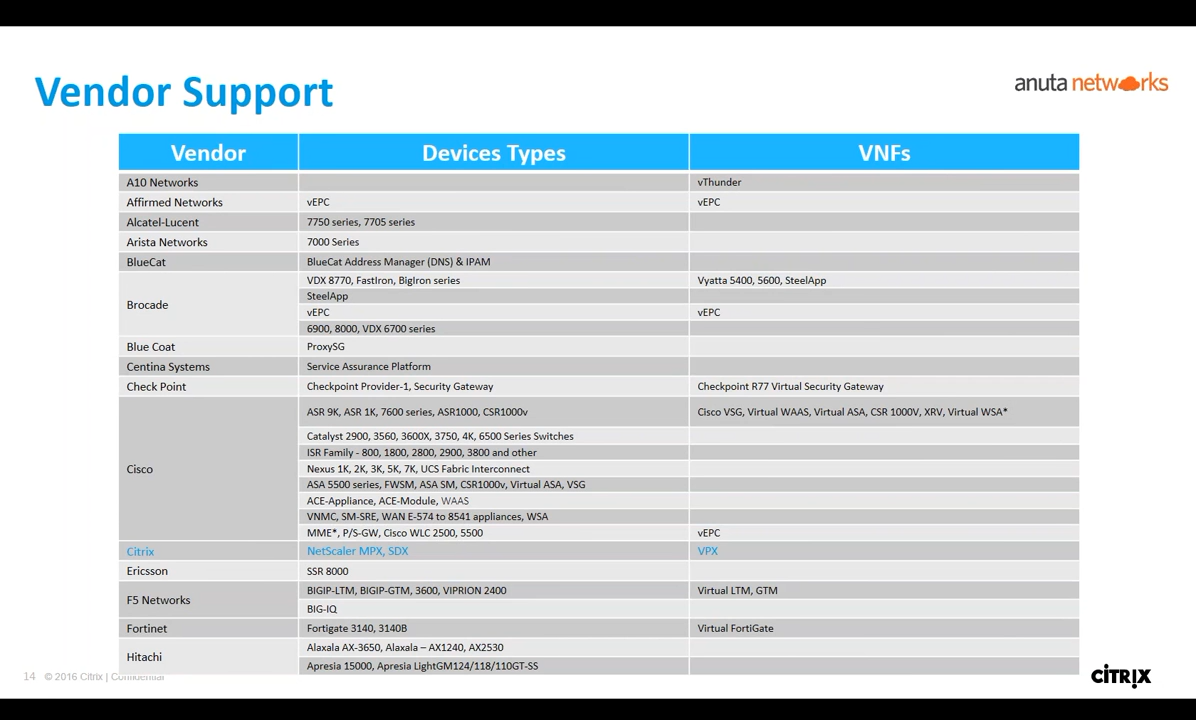 Vendor Support
anuta networks
Vendor Devices Types VNFs
A10 Networks vThunder
Affirmed Networks vEPC vEPC
Alcatel-Lucent 7750 series, 7705 series
Arista Networks 7000 Series
BlueCat BlueCat Address Manager (DNS) & IPAM
Brocade
VDX 8770, FastIron, BigIron series Vyatta 5400, 5600, SteelApp
SteelApp
vEPC vEPC
6900, 8000, VDX 6700 series
Blue Coat ProxySG
Centina Systems Service Assurance Platform
Check Point Checkpoint Provider-1, Security Gateway Checkpoint R77 Virtual Security Gateway
Cisco
ASR 9K, ASR 1K, 7600 series, ASR1000, CSR1000v Cisco VSG, Virtual WAAS, Virtual ASA, CSR 1000V, XRV, Virtual WSA*
Catalyst 2900, 3560, 3600X, 3750, 4K, 6500 Series Switches
ISR Family - 800, 1800, 2800, 2900, 3800 and other
Nexus 1K, 2K, 3K, 5K, 7K, UCS Fabric Interconnect
ASA 5500 series, FWSM, ASA SM, CSR1000v, Virtual ASA, VSG
ACE-Appliance, ACE-Module, WAAS
VNMC, SM-SRE, WAN E-574 to 8541 appliances, WSA
MME*, P/S-GW, Cisco WLC 2500, 5500 vEPC
Citrix NetScaler MPX, SDX VPX
Ericsson SSR 8000
F5 Networks
BIGIP-LTM, BIGIP-GTM, 3600, VIPRION 2400 Virtual LTM, GTM
BIG-IQ
Fortinet Fortigate 3140, 3140B Virtual FortiGate
Hitachi
Alaxala AX-3650, Alaxala – AX1240, AX2530
Apresia 15000, Apresia LightGM124/118/110GT-SS
14 © 2016 Citrix | Confidential
CITRIX